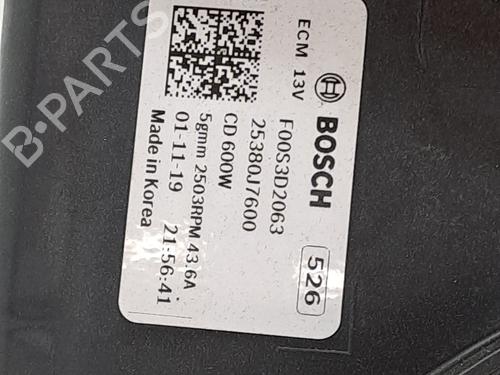 BOSCH
ECM 13V
F00S3D2063
25380J7600
CD 600W
5gmm 2503RPM 43.6A
01-11-19 21:56:41
Made in Korea
526
B-PARTS